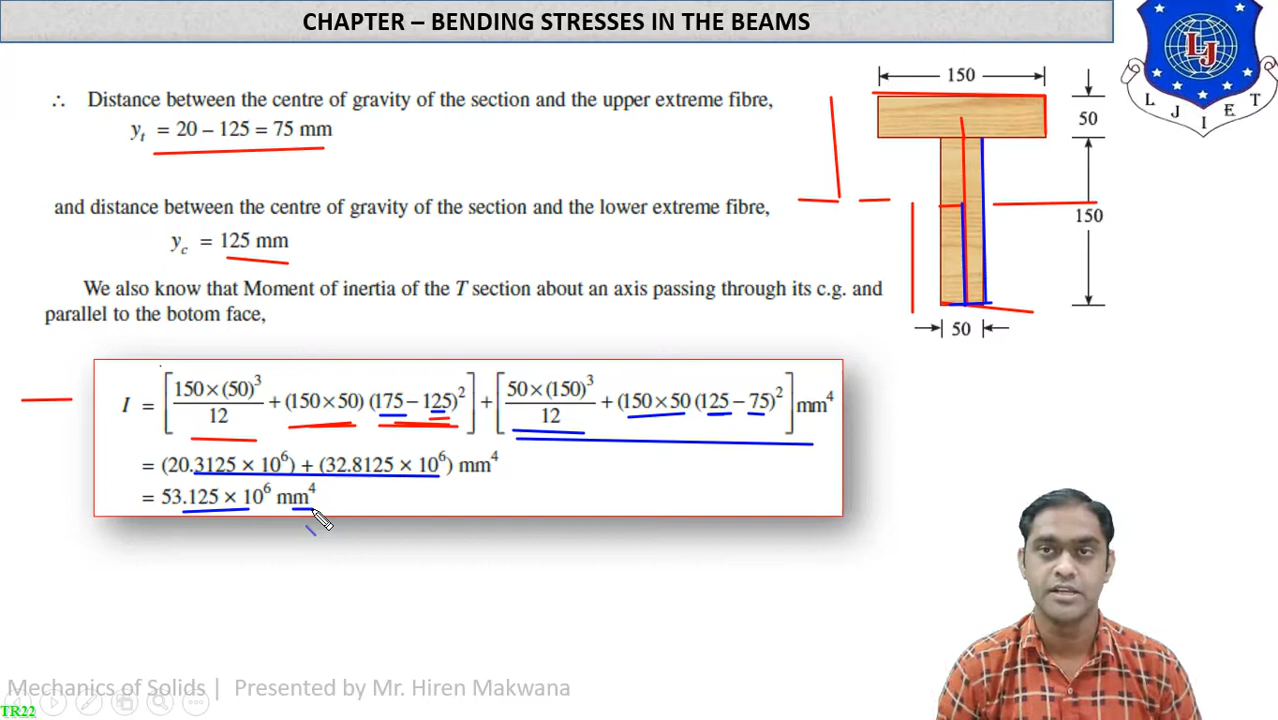 CHAPTER – BENDING STRESSES IN THE BEAMS
∴ Distance between the centre of gravity of the section and the upper extreme fibre,
yₜ = 20 – 125 = 75 mm
and distance between the centre of gravity of the section and the lower extreme fibre,
y_c = 125 mm
We also know that Moment of inertia of the T section about an axis passing through its c.g. and
parallel to the botom face,
I = [150×(50)³/12 + (150×50) (175 – 125)²] + [50×(150)³/12 + (150×50 (125 – 75)²] mm⁴
= (20.3125 × 10⁶) + (32.8125 × 10⁶) mm⁴
= 53.125 × 10⁶ mm⁴
150
50
150
50
LJ
L J I E T
Mechanics of Solids | Presented by Mr. Hiren Makwana
TR22